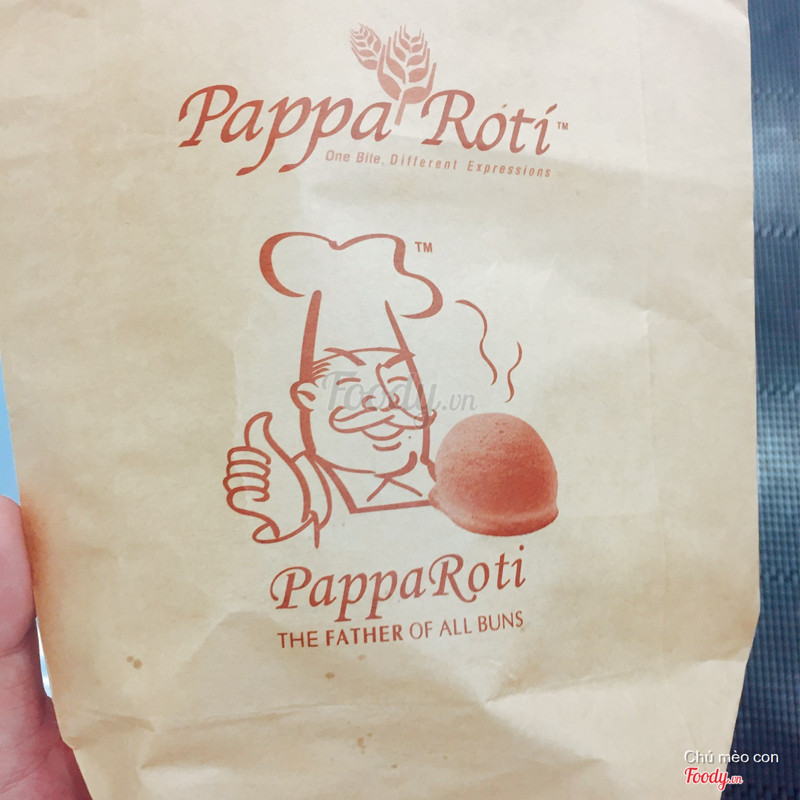 Pappa Roti™
One Bite, Different Expressions
TM
Foody.vn
PappaRoti
THE FATHER OF ALL BUNS
Chú mèo con
Foody.vn